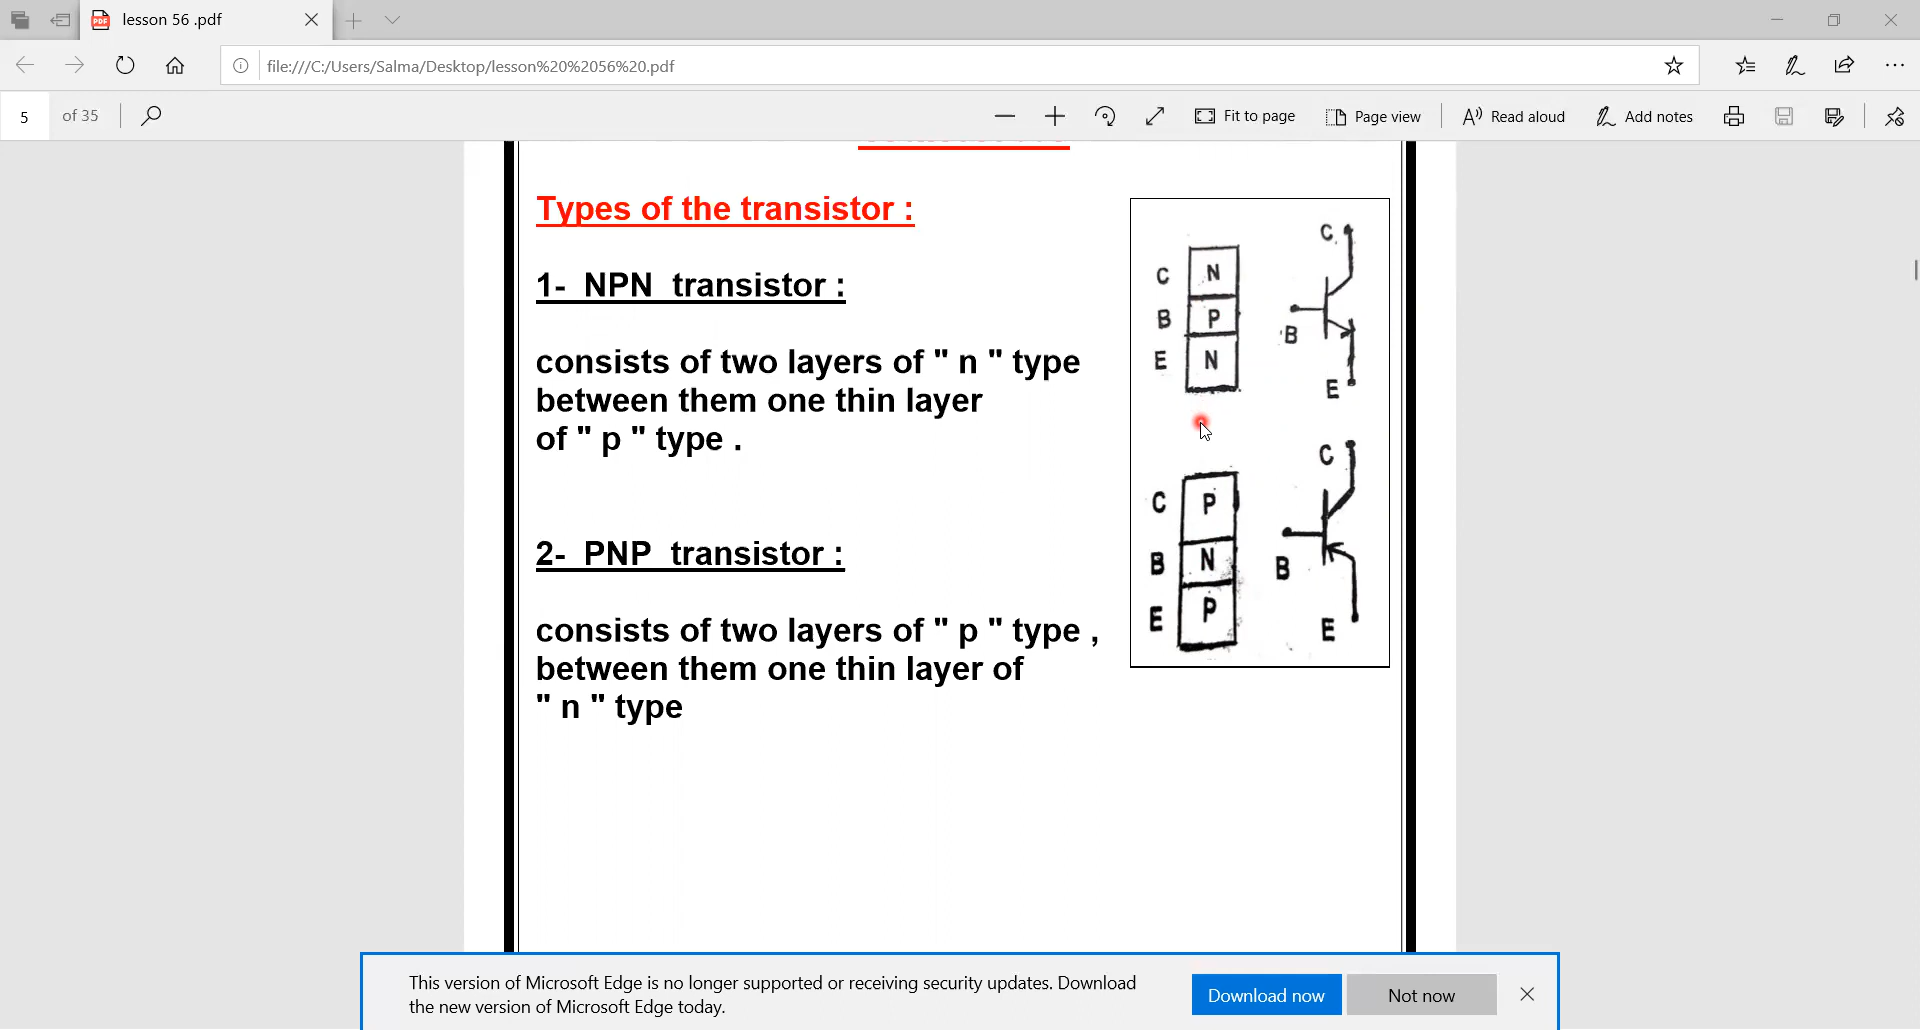 lesson 56 .pdf
file:///C:/Users/Salma/Desktop/lesson%20%2056%20.pdf
5 of 35
Fit to page
Page view
Read aloud
Add notes
Types of the transistor :
1- NPN transistor :
consists of two layers of " n " type
between them one thin layer
of " p " type .
2- PNP transistor :
consists of two layers of " p " type ,
between them one thin layer of
" n " type
C N
B P
E N
C
B
E
C P
B N
E P
C
B
E
This version of Microsoft Edge is no longer supported or receiving security updates. Download
the new version of Microsoft Edge today.
Download now
Not now